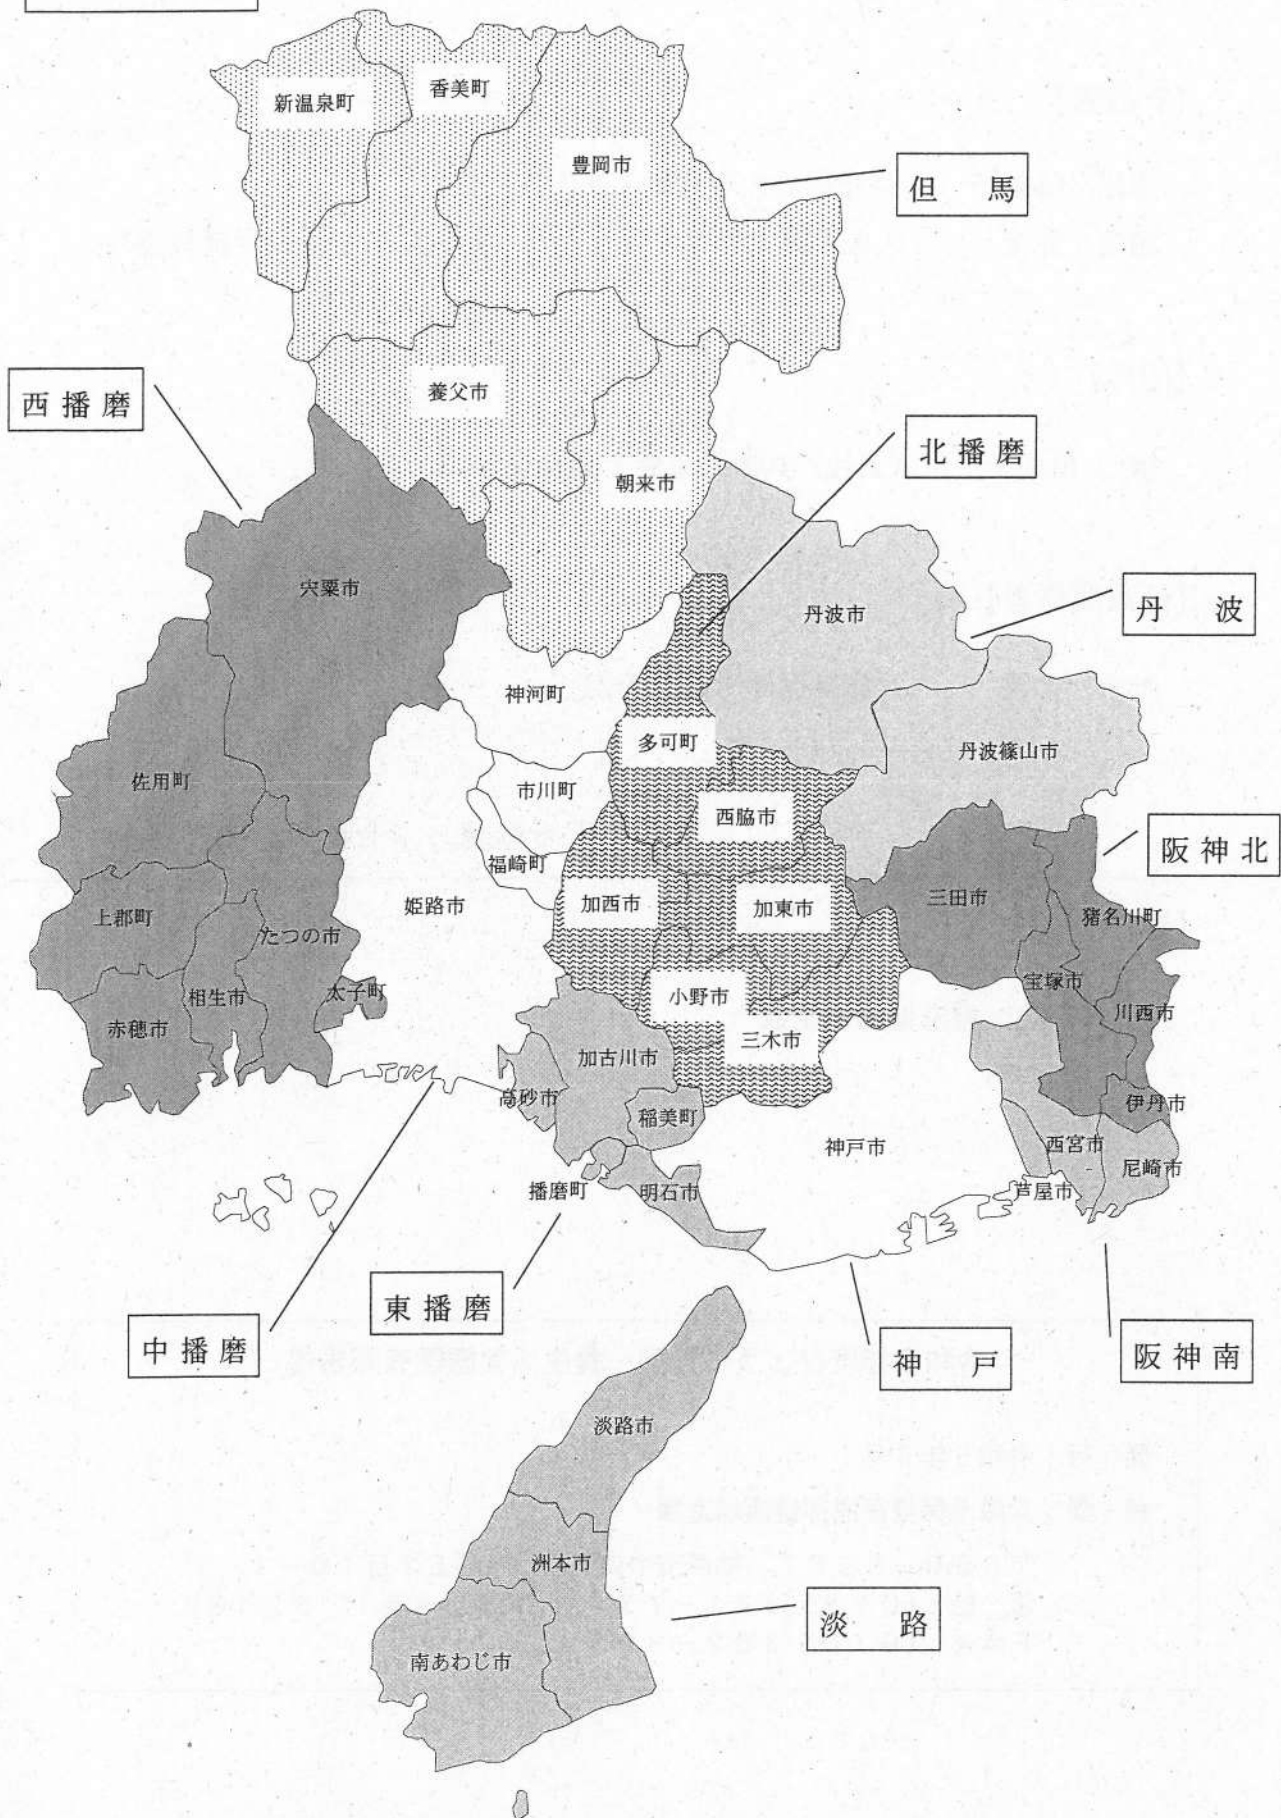 新温泉町
香美町
豊岡市
但馬
養父市
西播磨
北播磨
朝来市
宍粟市
丹波市
丹波
神河町
多可町
丹波篠山市
佐用町
市川町
西脇市
阪神北
福崎町
姫路市
加西市
加東市
三田市
猪名川町
上郡町
たつの市
宝塚市
相生市
太子町
小野市
川西市
赤穂市
三木市
加古川市
高砂市
稲美町
伊丹市
神戸市
西宮市
尼崎市
播磨町
明石市
芦屋市
東播磨
中播磨
神戸
阪神南
淡路市
洲本市
淡路
南あわじ市